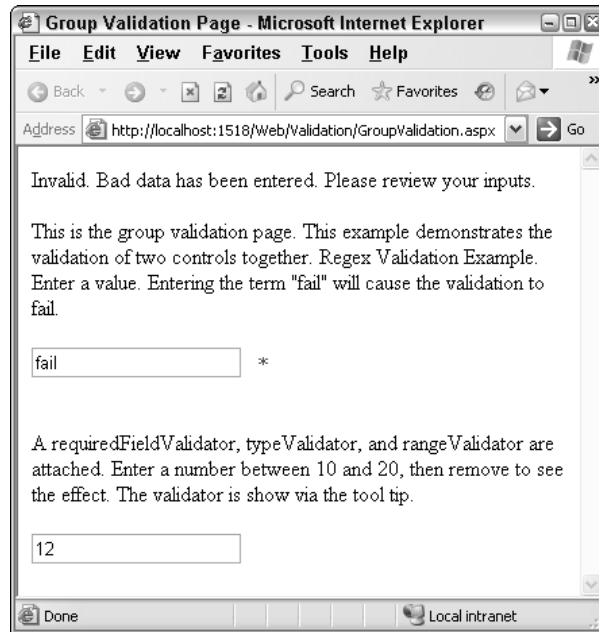 Group Validation Page - Microsoft Internet Explorer
File Edit View Favorites Tools Help
Back Search Favorites »
Address http://localhost:1518/Web/Validation/GroupValidation.aspx Go
Invalid. Bad data has been entered. Please review your inputs.
This is the group validation page. This example demonstrates the
validation of two controls together. Regex Validation Example.
Enter a value. Entering the term "fail" will cause the validation to
fail.
fail *
A requiredFieldValidator, typeValidator, and rangeValidator are
attached. Enter a number between 10 and 20, then remove to see
the effect. The validator is show via the tool tip.
12
Done Local intranet